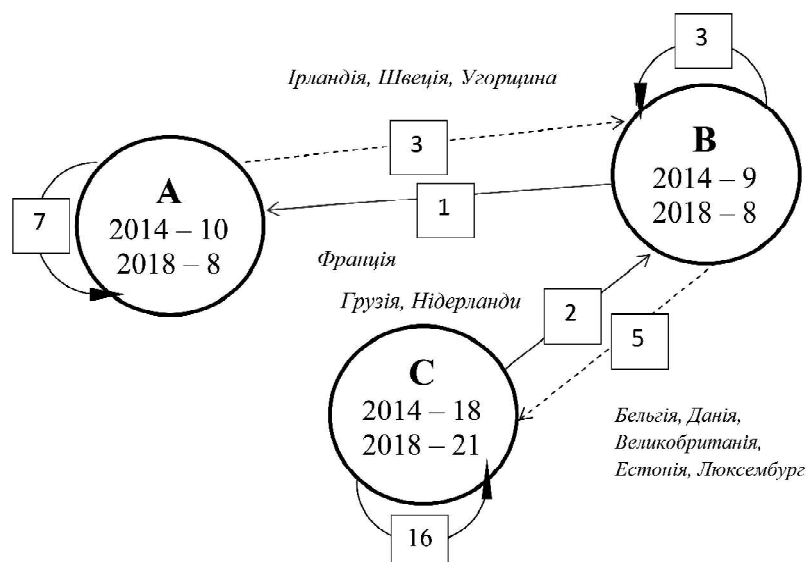 3
Ірландія, Швеція, Угорщина
3
B
2014 – 9
2018 – 8
A
2014 – 10
2018 – 8
7
1
Франція
Грузія, Нідерланди
2
5
C
2014 – 18
2018 – 21
Бельгія, Данія,
Великобританія,
Естонія, Люксембург
16